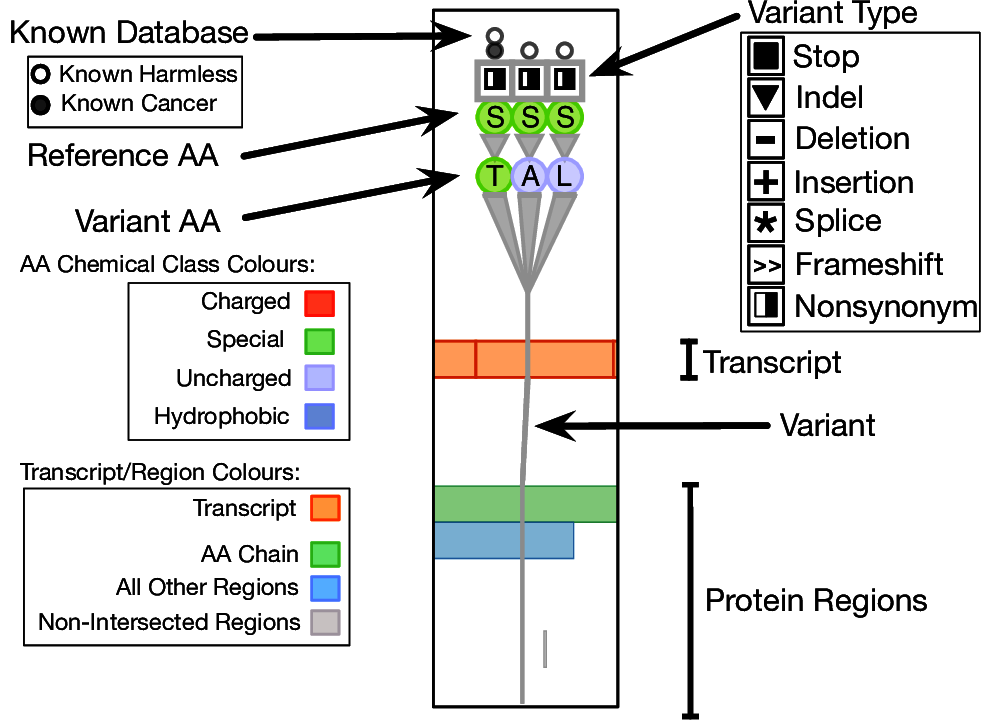 Known Database
Known Harmless
Known Cancer
Reference AA
Variant AA
AA Chemical Class Colours:
Charged
Special
Uncharged
Hydrophobic
Transcript/Region Colours:
Transcript
AA Chain
All Other Regions
Non-Intersected Regions
S S S
T A L
Variant Type
Stop
Indel
- Deletion
+ Insertion
* Splice
>> Frameshift
Nonsynonym
Transcript
Variant
Protein Regions